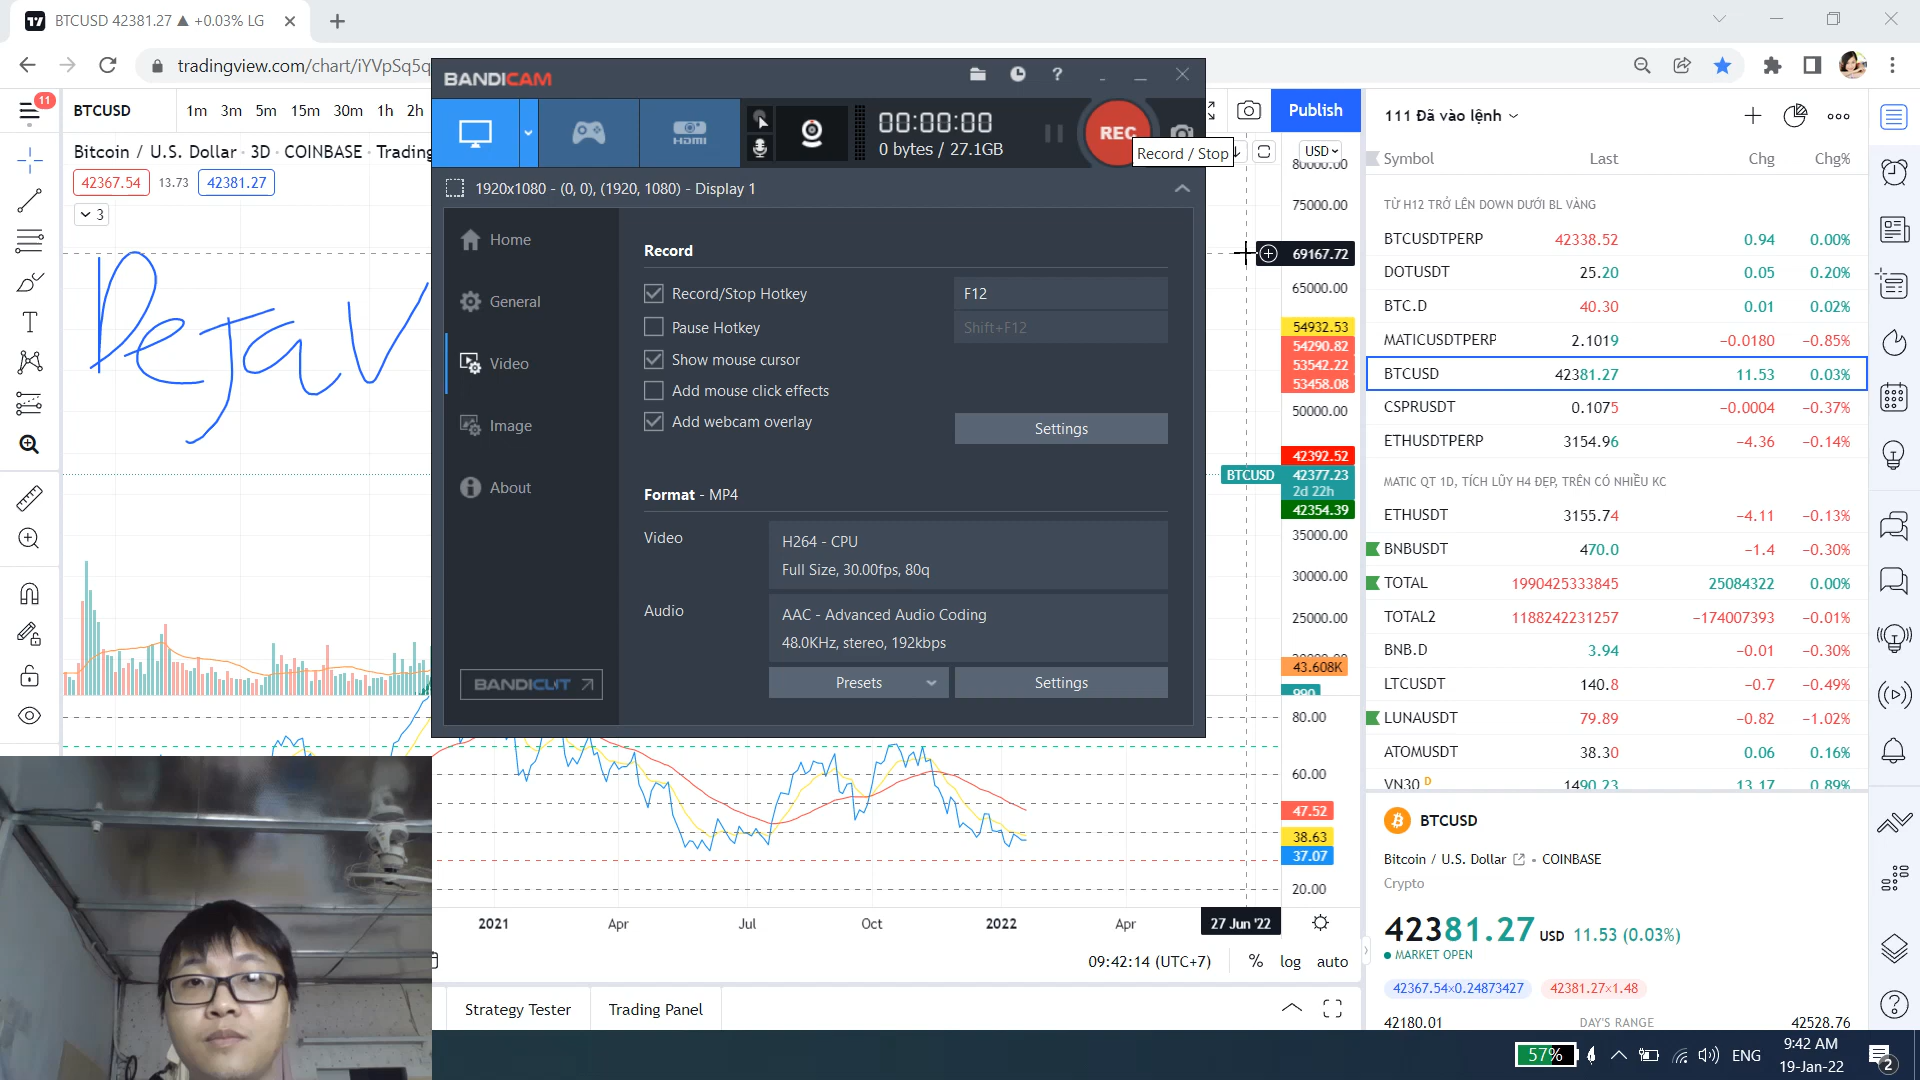 BTCUSD 42381.27 ▲ +0.03% LG
tradingview.com/chart/iYVpSq5q
11
BTCUSD
1m 3m 5m 15m 30m 1h 2h
Publish
Bitcoin / U.S. Dollar · 3D · COINBASE · Trading
42367.54 13.73 42381.27
3
BANDICAM
00:00:00
0 bytes / 27.1GB
HDMI
REC
Record / Stop
1920x1080 - (0, 0), (1920, 1080) - Display 1
Home
General
Video
Image
About
BANDICUT
Record
Record/Stop Hotkey F12
Pause Hotkey Shift+F12
Show mouse cursor
Add mouse click effects
Add webcam overlay
Settings
Format - MP4
Video
H264 - CPU
Full Size, 30.00fps, 80q
Audio
AAC - Advanced Audio Coding
48.0KHz, stereo, 192kbps
Presets
Settings
USD
80000.00
75000.00
69167.72
65000.00
54932.53
54290.82
53542.22
53458.08
50000.00
42392.52
BTCUSD 42377.23
2d 22h
42354.39
35000.00
30000.00
25000.00
43.608K
80.00
60.00
47.52
38.63
37.07
20.00
2021 Apr Jul Oct 2022 Apr 27 Jun '22
09:42:14 (UTC+7) % log auto
Strategy Tester Trading Panel
111 Đã vào lệnh
Symbol Last Chg Chg%
TỪ H12 TRỞ LÊN DOWN DƯỚI BL VÀNG
BTCUSDTPERP 42338.52 0.94 0.00%
DOTUSDT 25.20 0.05 0.20%
BTC.D 40.30 0.01 0.02%
MATICUSDTPERP 2.1019 −0.0180 −0.85%
BTCUSD 42381.27 11.53 0.03%
CSPRUSDT 0.1075 −0.0004 −0.37%
ETHUSDTPERP 3154.96 −4.36 −0.14%
MATIC QT 1D, TÍCH LŨY H4 ĐẸP, TRÊN CÓ NHIỀU KC
ETHUSDT 3155.74 −4.11 −0.13%
BNBUSDT 470.0 −1.4 −0.30%
TOTAL 1990425333845 25084322 0.00%
TOTAL2 1188242231257 −174007393 −0.01%
BNB.D 3.94 −0.01 −0.30%
LTCUSDT 140.8 −0.7 −0.49%
LUNAUSDT 79.89 −0.82 −1.02%
ATOMUSDT 38.30 0.06 0.16%
VN30 D 1490.23 13.17 0.89%
BTCUSD
Bitcoin / U.S. Dollar • COINBASE
Crypto
42381.27 USD 11.53 (0.03%)
MARKET OPEN
42367.54×0.24873427 42381.27×1.48
42180.01 DAY'S RANGE 42528.76
57% ENG 9:42 AM
19-Jan-22
2